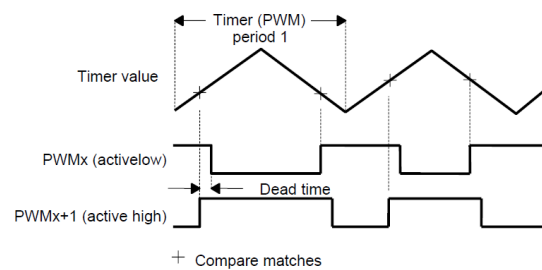 Timer (PWM)
period 1
Timer value
PWMx (activelow)
Dead time
PWMx+1 (active high)
+ Compare matches